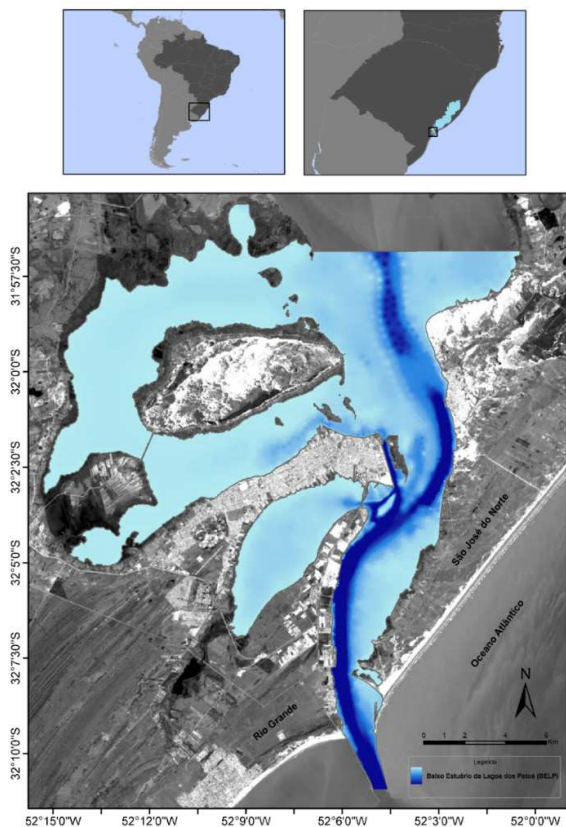 31°57'30"S
32°0'0"S
32°2'30"S
32°5'0"S
32°7'30"S
32°10'0"S
São José do Norte
Oceano Atlântico
Rio Grande
N
0 2 4 6
Km
Legenda
Baixo Estuário da Lagoa dos Patos (BELP)
52°15'0"W 52°12'0"W 52°9'0"W 52°6'0"W 52°3'0"W 52°0'0"W